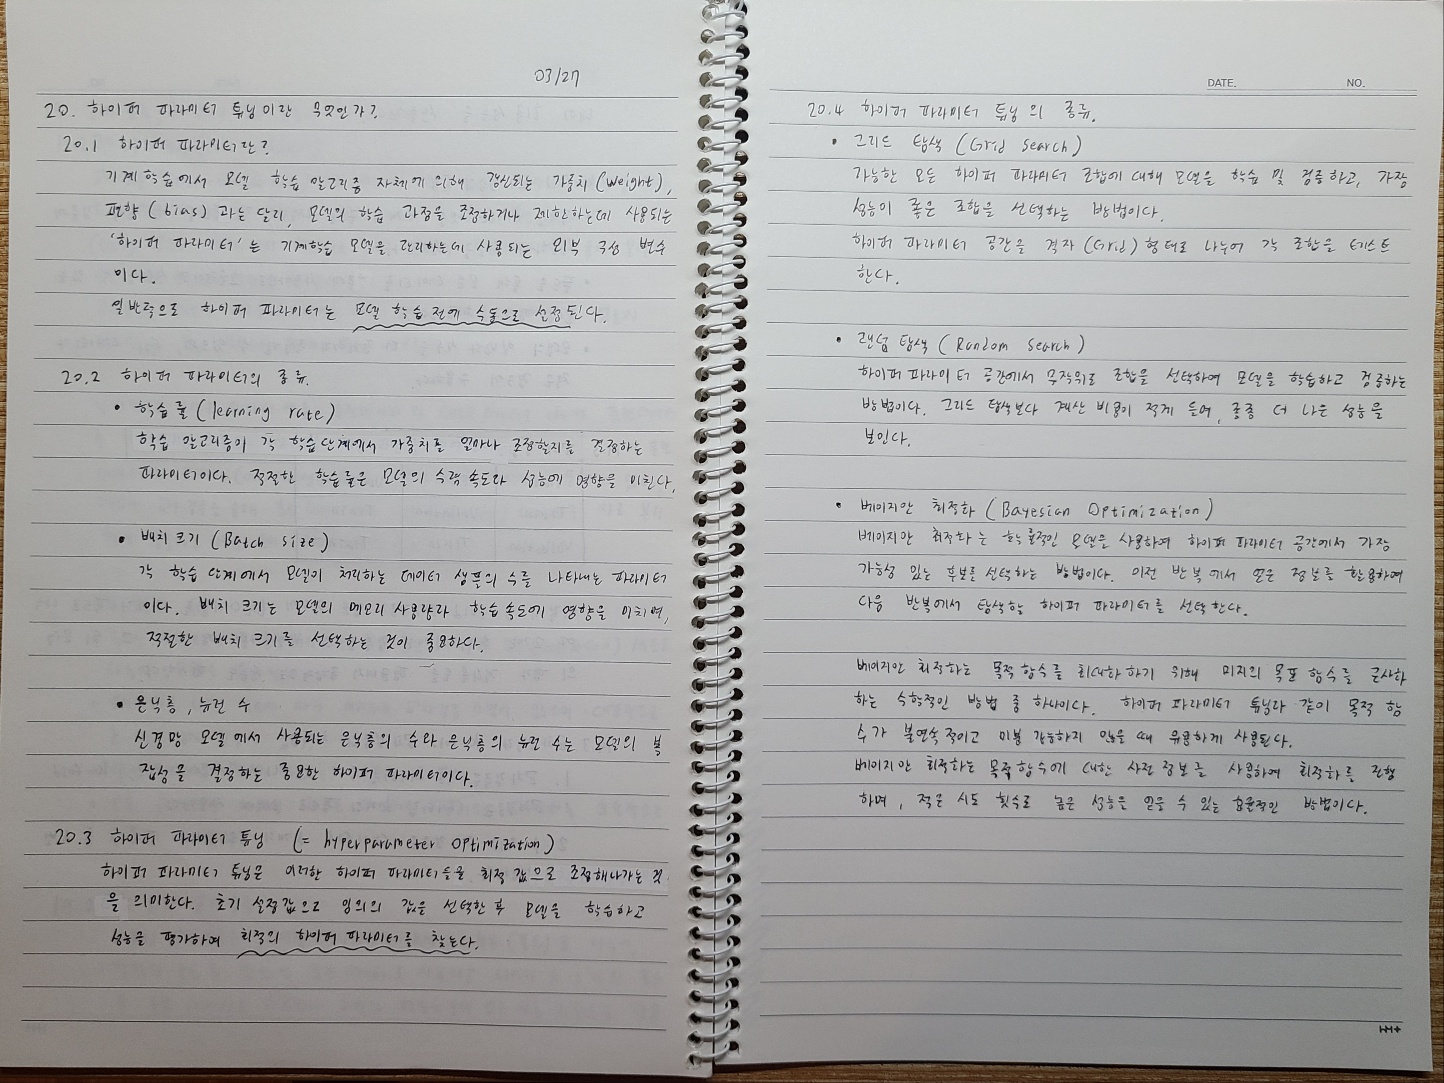 03/27
20. 하이퍼 파라미터 튜닝이란 무엇인가?
20.1 하이퍼 파라미터란?
기계 학습에서 모델 학습 알고리즘 자체에 의해 갱신되는 가중치(weight),
편향(bias) 과는 달리, 모델의 학습 과정을 조정하거나 제한하는데 사용되는
'하이퍼 파라미터' 는 기계학습 모델을 관리하는데 사용되는 외부 구성 변수
이다.
일반적으로 하이퍼 파라미터는 모델 학습 전에 수동으로 설정된다.
20.2 하이퍼 파라미터의 종류.
• 학습률(learning rate)
학습 알고리즘이 각 학습단계에서 가중치를 얼마나 조정할지를 결정하는
파라미터이다. 적절한 학습률은 모델의 수렴 속도와 성능에 영향을 미친다.
• 배치크기 (Batch size)
각 학습 단계에서 모델이 처리하는 데이터 샘플의 수를 나타내는 파라미터
이다. 배치 크기는 모델의 메모리 사용량과 학습 속도에 영향을 미치며,
적절한 배치 크기를 선택하는 것이 중요하다.
• 은닉층, 뉴런 수
신경망 모델에서 사용되는 은닉층의 수와 은닉층의 뉴런 수는 모델의 복
잡성을 결정하는 중요한 하이퍼 파라미터이다.
20.3 하이퍼 파라미터 튜닝 (= hyperparameter optimization)
하이퍼 파라미터 튜닝은 이러한 하이퍼 파라미터들을 최적 값으로 조정해나가는 것
을 의미한다. 초기 설정값으로 임의의 값을 선택한 후 모델을 학습하고
성능을 평가하여 최적의 하이퍼 파라미터를 찾는다.
DATE. NO.
20.4 하이퍼 파라미터 튜닝의 종류.
• 그리드 탐색 (Grid search)
가능한 모든 하이퍼 파라미터 조합에 대해 모델을 학습 및 검증하고, 가장
성능이 좋은 조합을 선택하는 방법이다.
하이퍼 파라미터 공간을 격자(Grid)형태로 나누어 각 조합을 테스트
한다.
• 랜덤 탐색 (Random Search)
하이퍼파라미터 공간에서 무작위로 조합을 선택하여 모델을 학습하고 검증하는
방법이다. 그리드 탐색보다 계산 비용이 적게 들며, 종종 더 나은 성능을
보인다.
• 베이지안 최적화 (Bayesian Optimization)
베이지안 최적화는 확률적인 모델을 사용하여 하이퍼 파라미터 공간에서 가장
가능성 있는 후보를 선택하는 방법이다. 이전 반복에서 얻은 정보를 활용하여
다음 반복에서 탐색할 하이퍼 파라미터를 선택한다.
베이지안 최적화는 목적 함수를 최대화하기 위해 미지의 목표 함수를 근사화
하는 수학적인 방법 중 하나이다. 하이퍼 파라미터 튜닝과 같이 목적 함
수가 불연속적이고 미분 가능하지 않을 때 유용하게 사용된다.
베이지안 최적화는 목적 함수에 대한 사전 정보를 사용하여 최적화를 진행
하며, 적은 시도 횟수로 높은 성능을 얻을 수 있는 효율적인 방법이다.